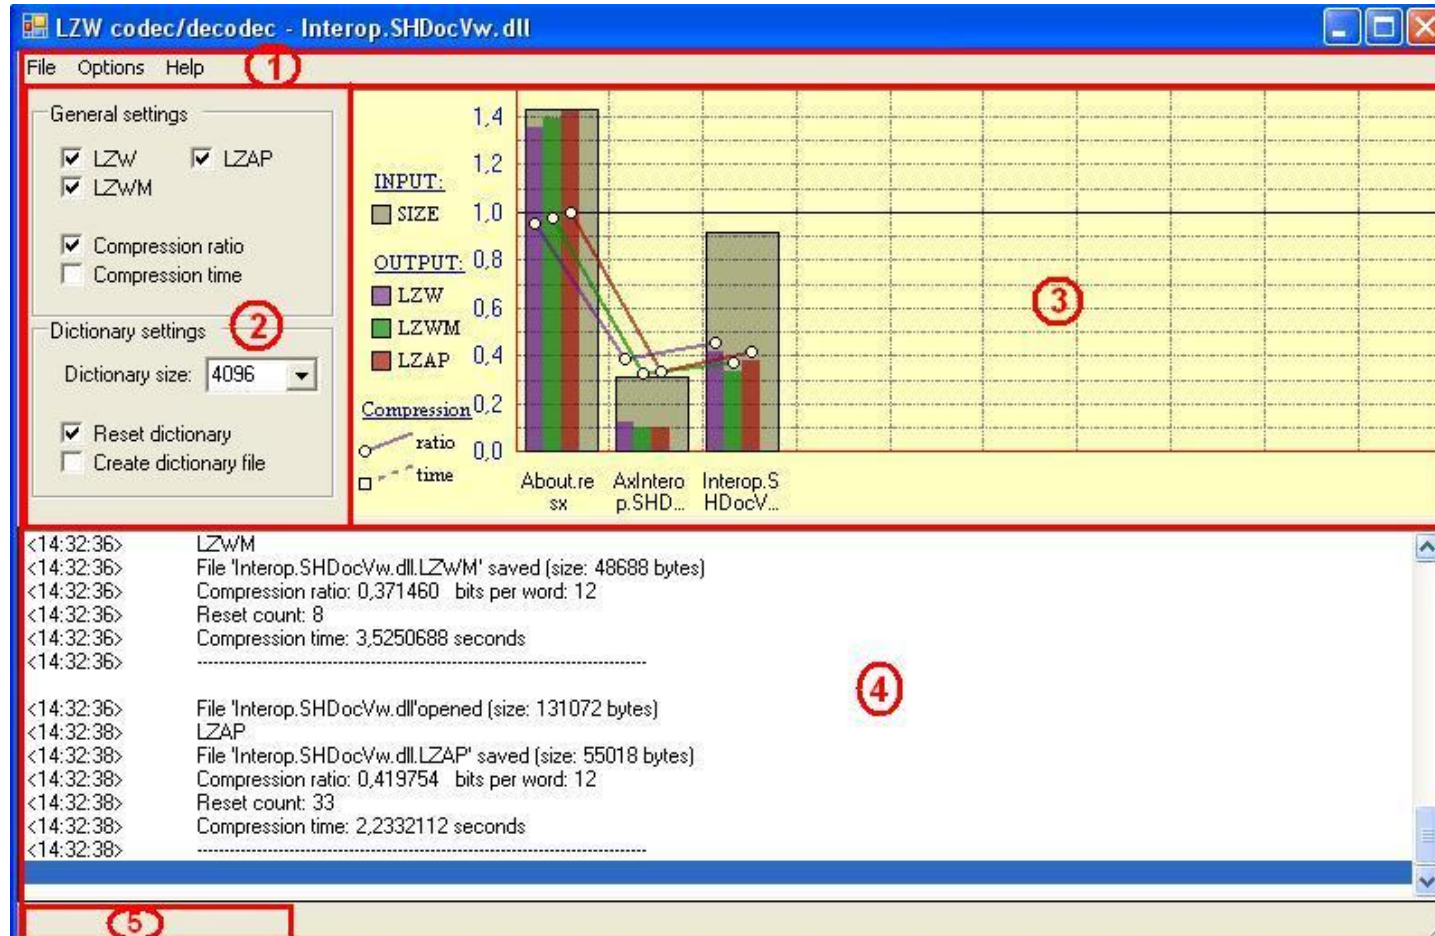 LZW codec/decodec - Interop.SHDocVw.dll
File Options Help
1
General settings
LZW LZAP
LZWM
Compression ratio
Compression time
2
Dictionary settings
Dictionary size: 4096
Reset dictionary
Create dictionary file
INPUT:
SIZE
OUTPUT:
LZW
LZWM
LZAP
Compression
ratio
time
1,4
1,2
1,0
0,8
0,6
0,4
0,2
0,0
About.re
sx
AxIntero
p.SHD...
Interop.S
HDocV...
3
<14:32:36> LZWM
<14:32:36> File 'Interop.SHDocVw.dll.LZWM' saved (size: 48688 bytes)
<14:32:36> Compression ratio: 0,371460 bits per word: 12
<14:32:36> Reset count: 8
<14:32:36> Compression time: 3,5250688 seconds
<14:32:36> ---------------------------------------------------------------------------------
4
<14:32:36> File 'Interop.SHDocVw.dll'opened (size: 131072 bytes)
<14:32:38> LZAP
<14:32:38> File 'Interop.SHDocVw.dll.LZAP' saved (size: 55018 bytes)
<14:32:38> Compression ratio: 0,419754 bits per word: 12
<14:32:38> Reset count: 33
<14:32:38> Compression time: 2,2332112 seconds
<14:32:38> ---------------------------------------------------------------------------------
5